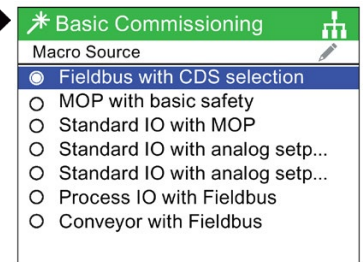 Basic Commissioning
Macro Source
Fieldbus with CDS selection
MOP with basic safety
Standard IO with MOP
Standard IO with analog setp...
Standard IO with analog setp...
Process IO with Fieldbus
Conveyor with Fieldbus